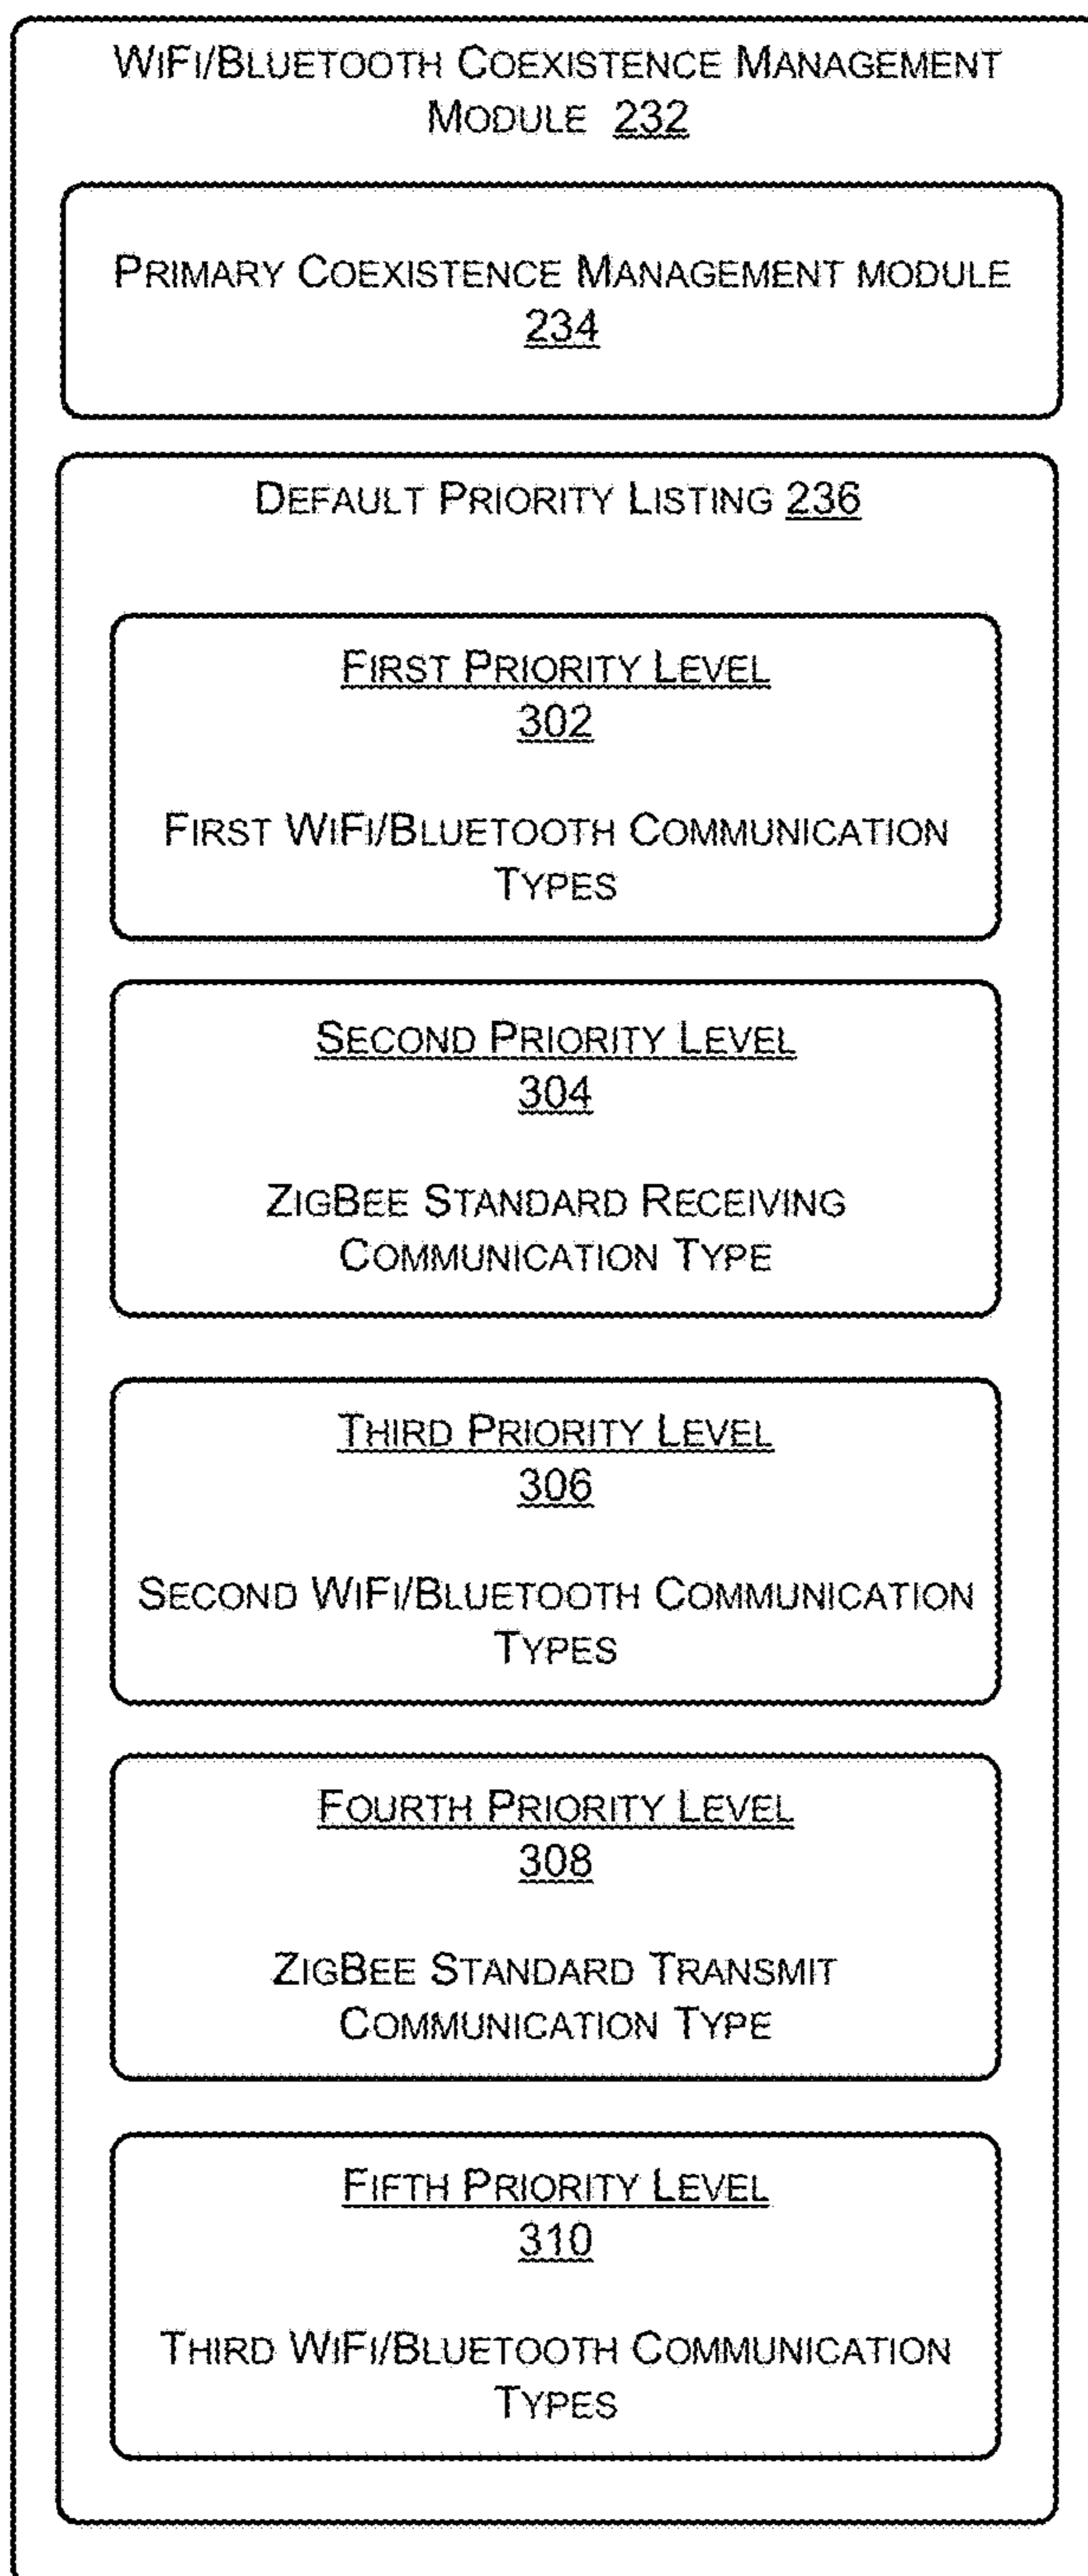 WIFI/BLUETOOTH COEXISTENCE MANAGEMENT
MODULE 232
PRIMARY COEXISTENCE MANAGEMENT MODULE
234
DEFAULT PRIORITY LISTING 236
FIRST PRIORITY LEVEL
302
FIRST WIFI/BLUETOOTH COMMUNICATION
TYPES
SECOND PRIORITY LEVEL
304
ZIGBEE STANDARD RECEIVING
COMMUNICATION TYPE
THIRD PRIORITY LEVEL
306
SECOND WIFI/BLUETOOTH COMMUNICATION
TYPES
FOURTH PRIORITY LEVEL
308
ZIGBEE STANDARD TRANSMIT
COMMUNICATION TYPE
FIFTH PRIORITY LEVEL
310
THIRD WIFI/BLUETOOTH COMMUNICATION
TYPES